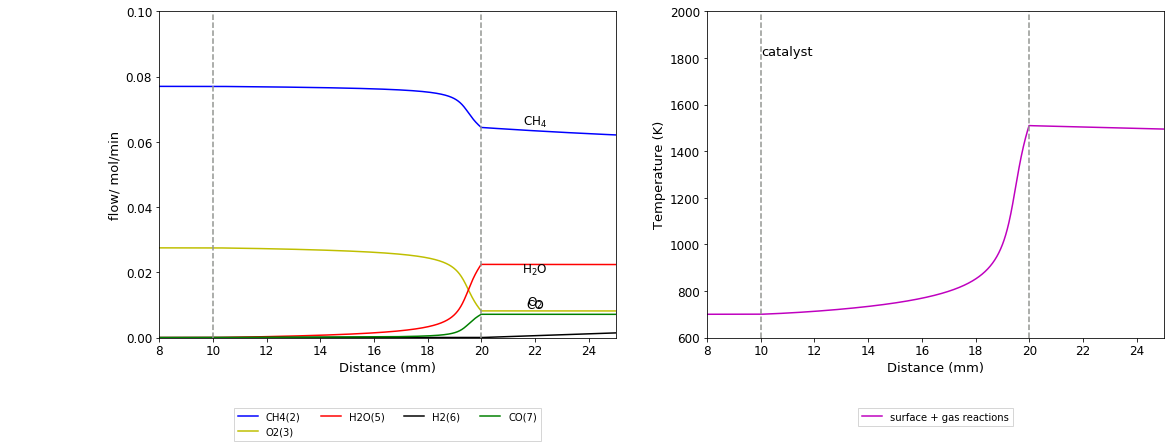 0.10
0.08
0.06
0.04
0.02
0.00
flow/ mol/min
CH4
H2O
O2
CO
8 10 12 14 16 18 20 22 24
Distance (mm)
CH4(2) H2O(5) H2(6) CO(7)
O2(3)
2000
1800
1600
1400
1200
1000
800
600
Temperature (K)
catalyst
8 10 12 14 16 18 20 22 24
Distance (mm)
surface + gas reactions